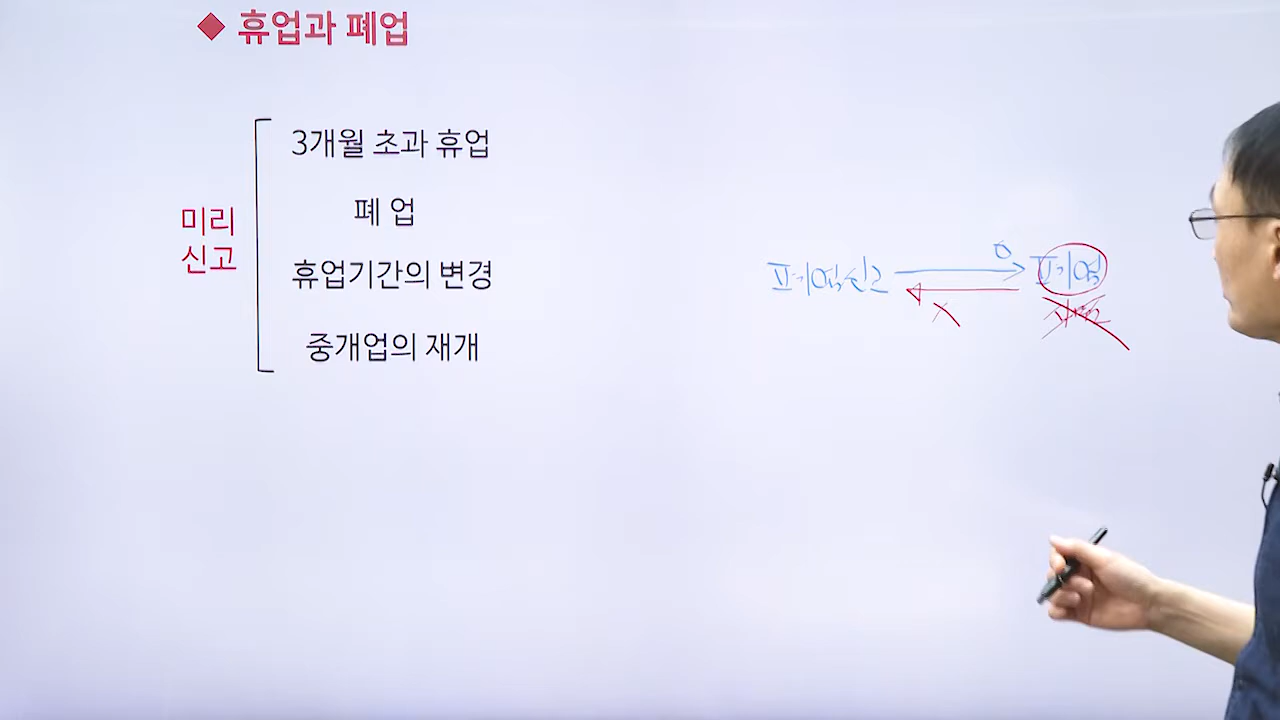 ◆ 휴업과 폐업
3개월 초과 휴업
미리
신고
폐 업
휴업기간의 변경
중개업의 재개
폐업신고
O
폐업
X